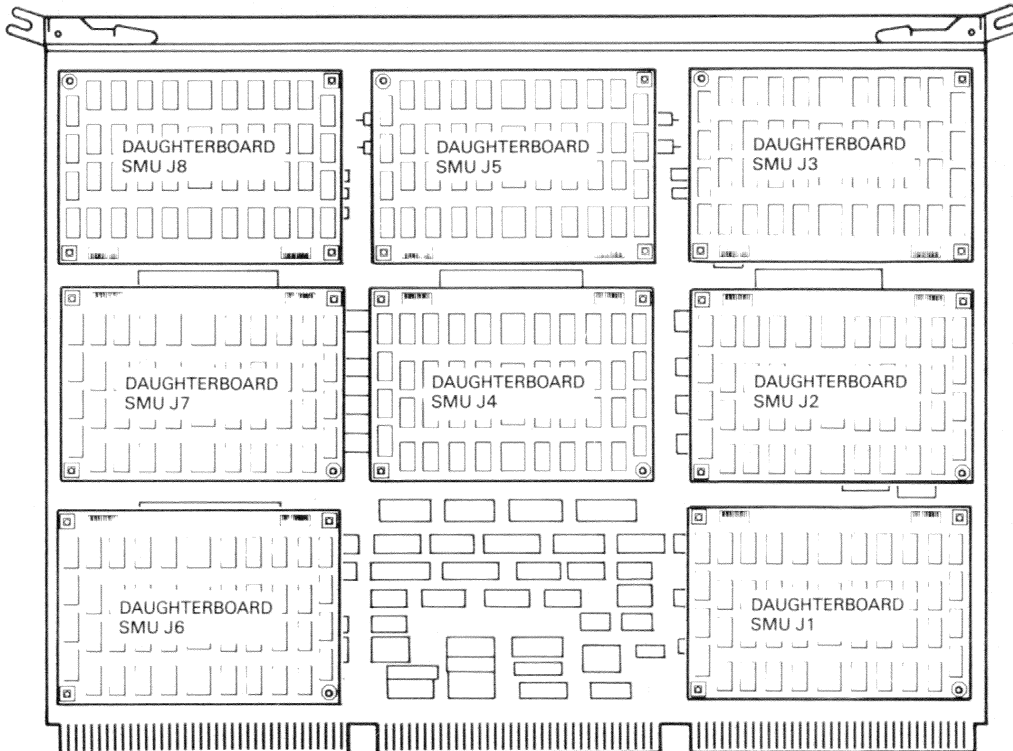 DAUGHTERBOARD
SMU J8
DAUGHTERBOARD
SMU J5
DAUGHTERBOARD
SMU J3
DAUGHTERBOARD
SMU J7
DAUGHTERBOARD
SMU J4
DAUGHTERBOARD
SMU J2
DAUGHTERBOARD
SMU J6
DAUGHTERBOARD
SMU J1